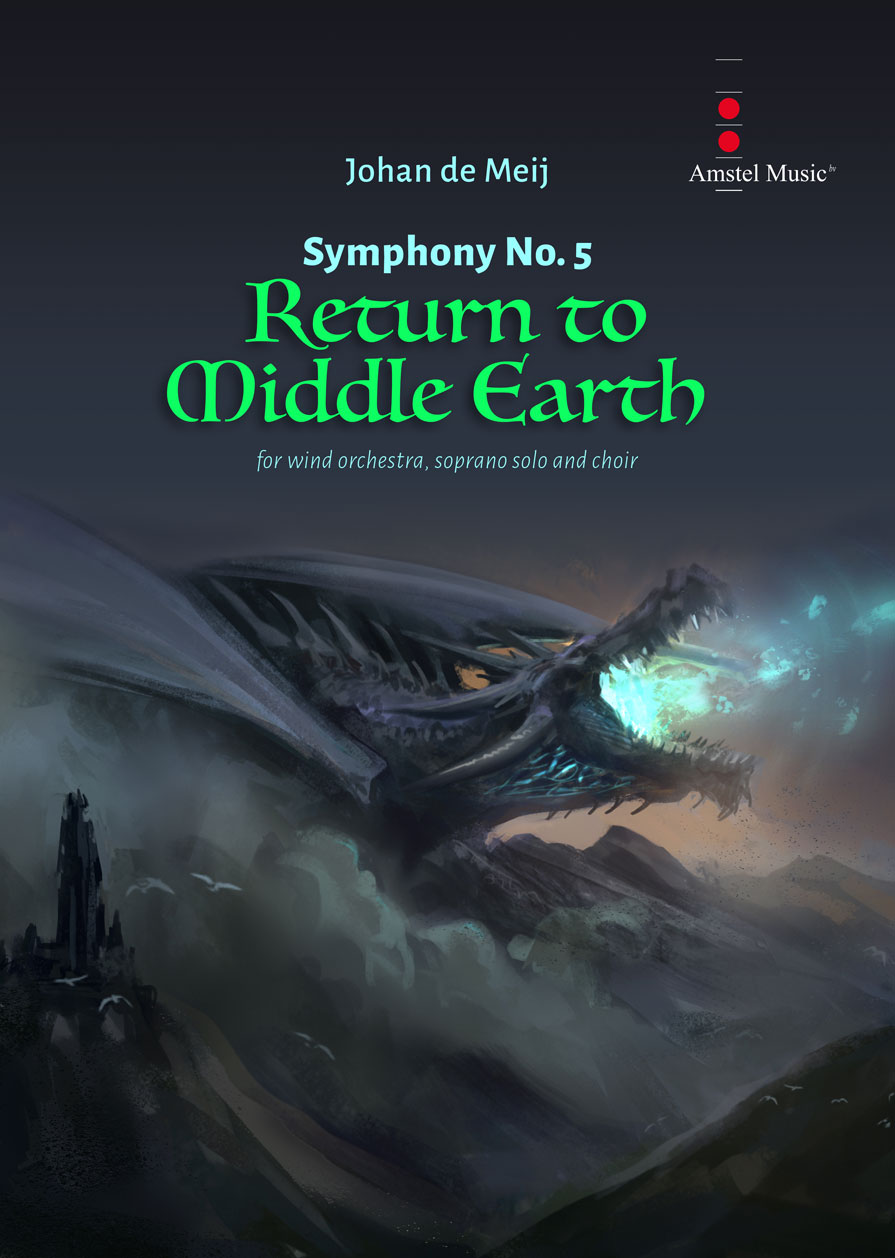 Amstel Music bv
Johan de Meij
Symphony No. 5
Return to
Middle Earth
for wind orchestra, soprano solo and choir